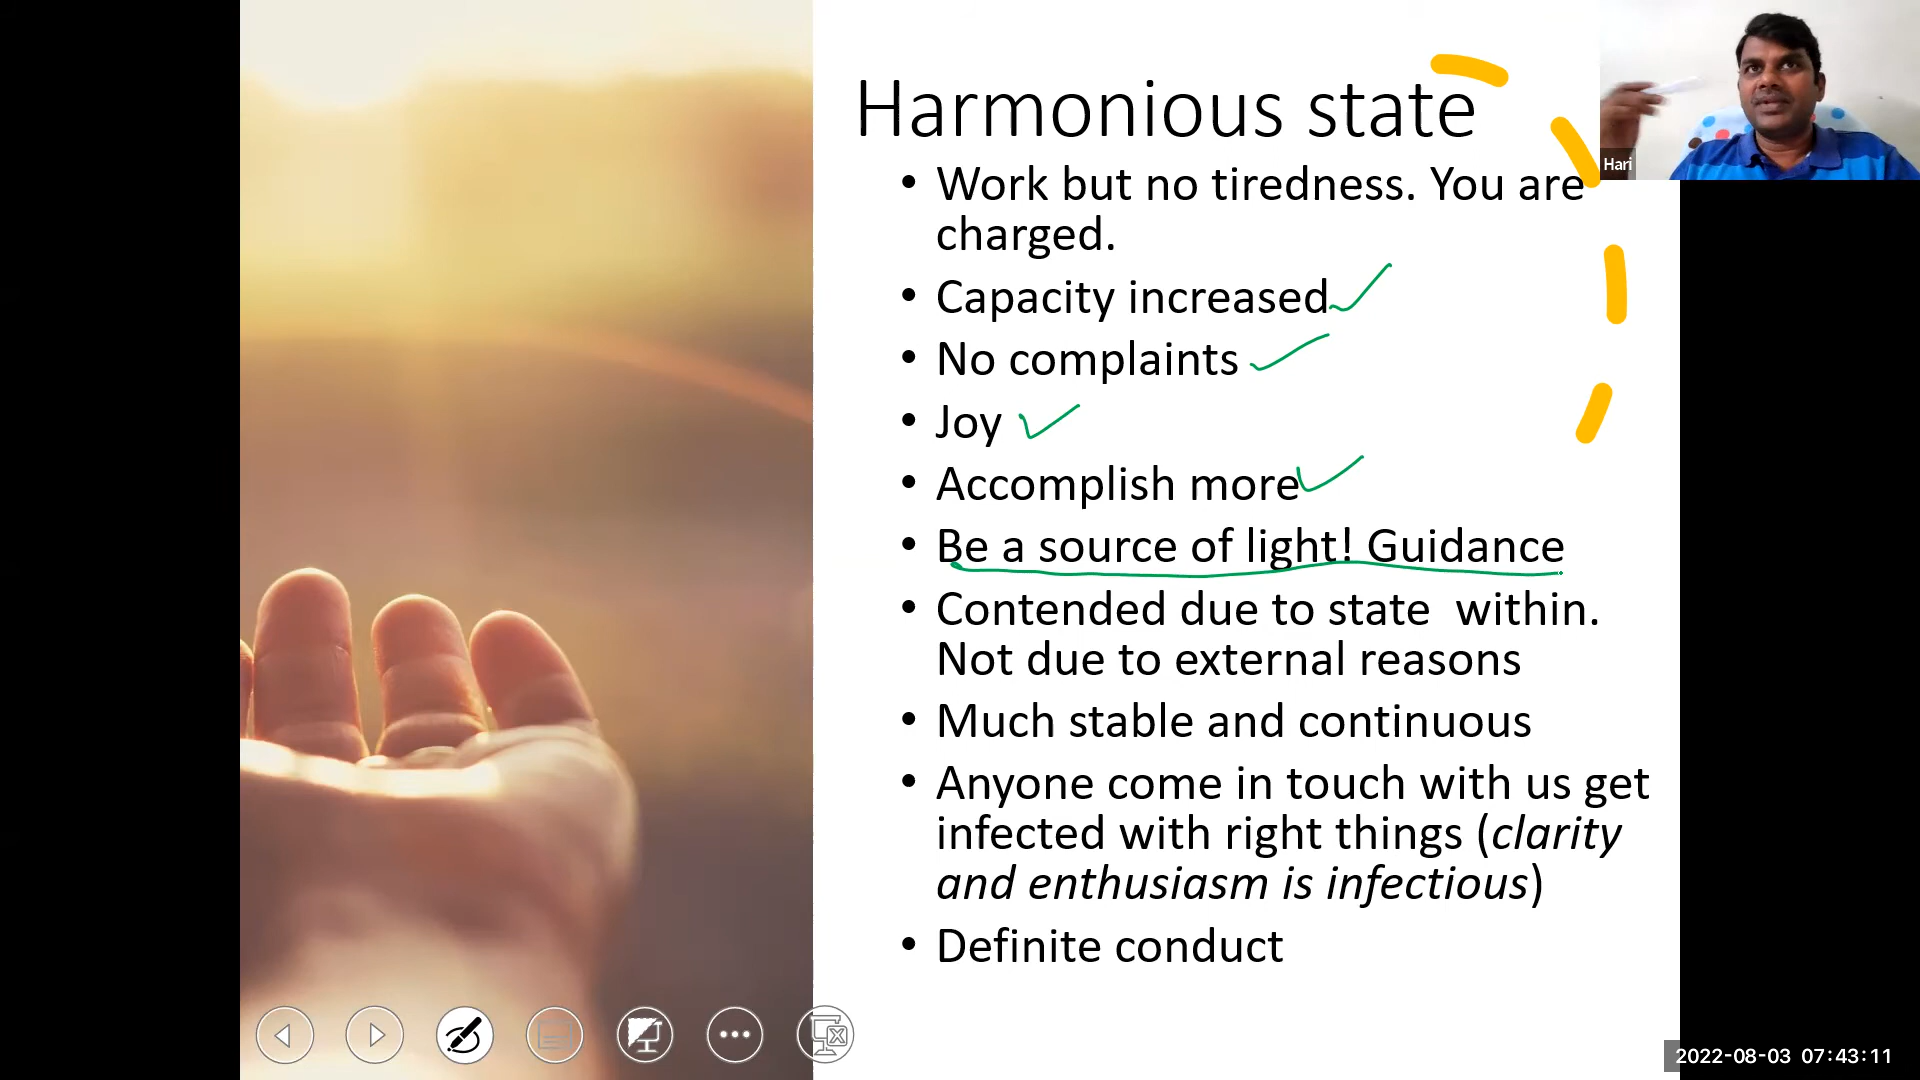 Harmonious state
• Work but no tiredness. You are
charged.
• Capacity increased
• No complaints
• Joy
• Accomplish more
• Be a source of light! Guidance
• Contended due to state  within.
Not due to external reasons
• Much stable and continuous
• Anyone come in touch with us get
infected with right things (clarity
and enthusiasm is infectious)
• Definite conduct
Hari
2022-08-03 07:43:11